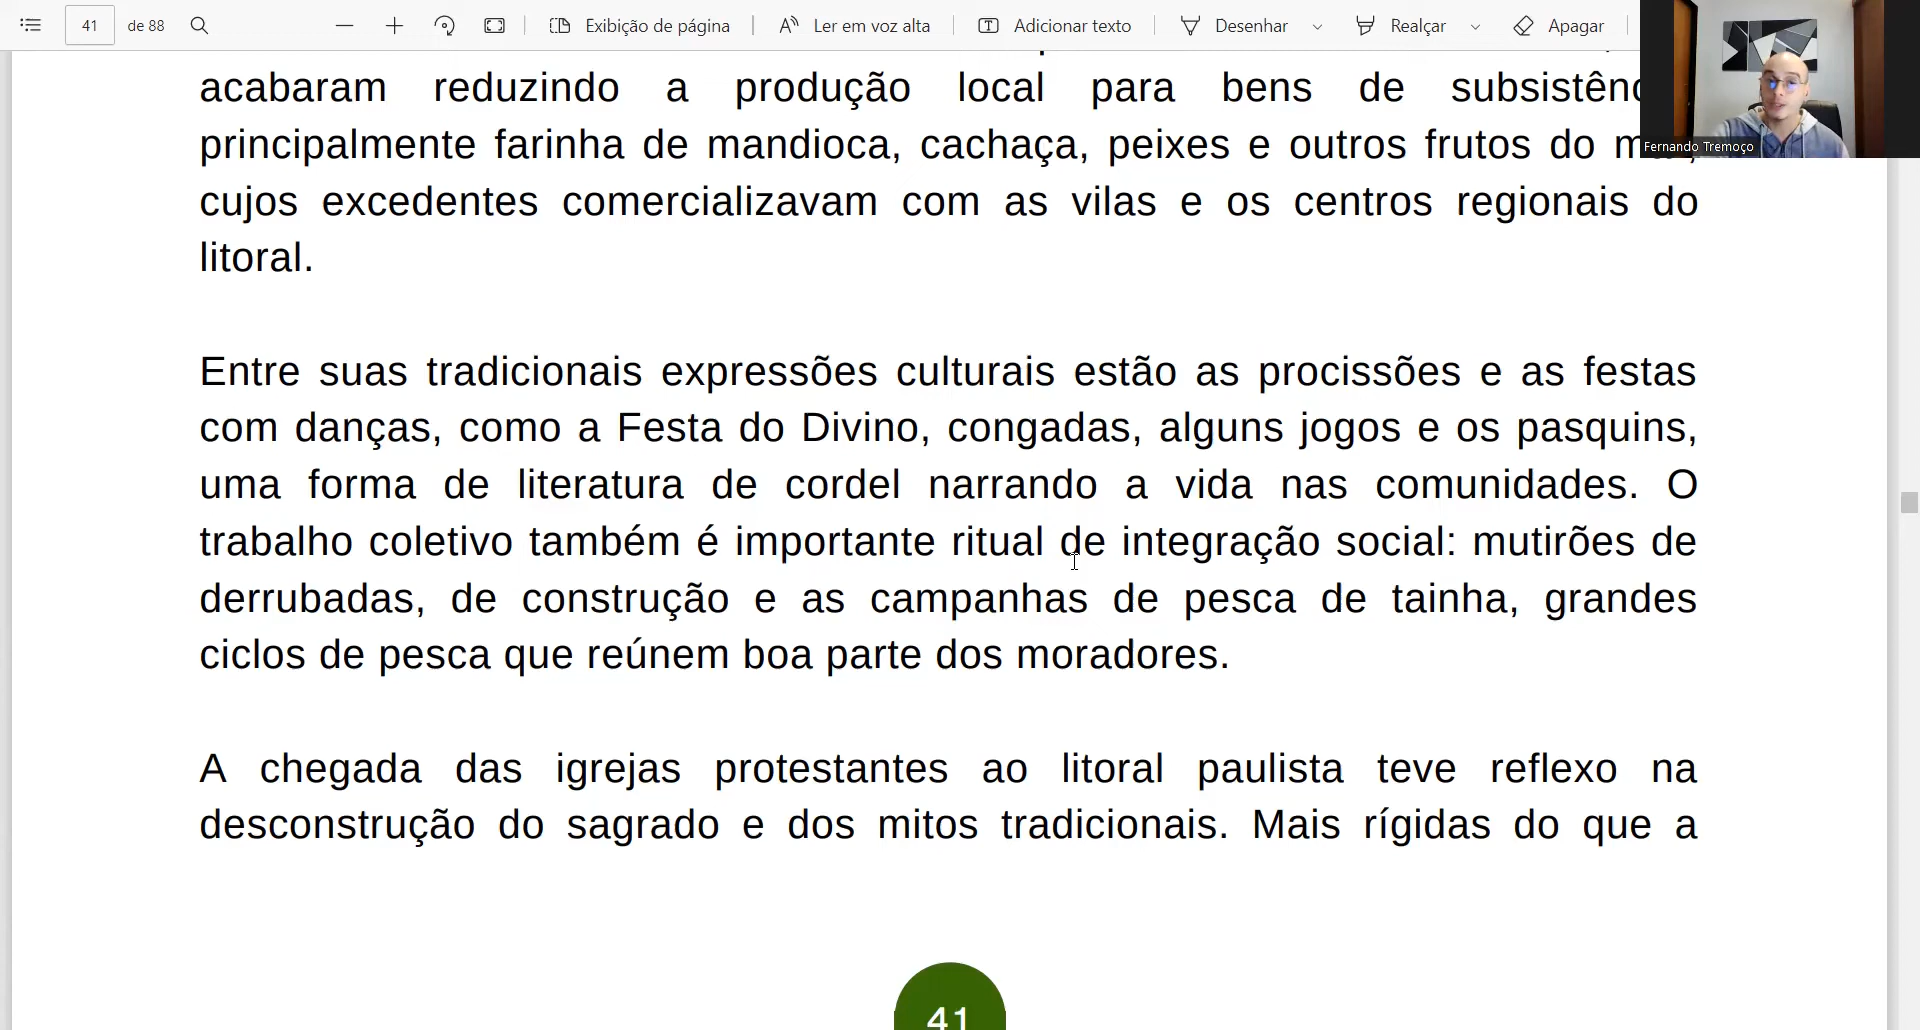 41 de 88 Exibição de página Ler em voz alta Adicionar texto Desenhar Realçar Apagar
Fernando Tremoço
acabaram reduzindo a produção local para bens de
principalmente farinha de mandioca, cachaça, peixes e outros frutos do
cujos excedentes comercializavam com as vilas e os centros regionais do
litoral.
Entre suas tradicionais expressões culturais estão as procissões e as festas
com danças, como a Festa do Divino, congadas, alguns jogos e os pasquins,
uma forma de literatura de cordel narrando a vida nas comunidades. O
trabalho coletivo também é importante ritual de integração social: mutirões de
derrubadas, de construção e as campanhas de pesca de tainha, grandes
ciclos de pesca que reúnem boa parte dos moradores.
A chegada das igrejas protestantes ao litoral paulista teve reflexo na
desconstrução do sagrado e dos mitos tradicionais. Mais rígidas do que a
41